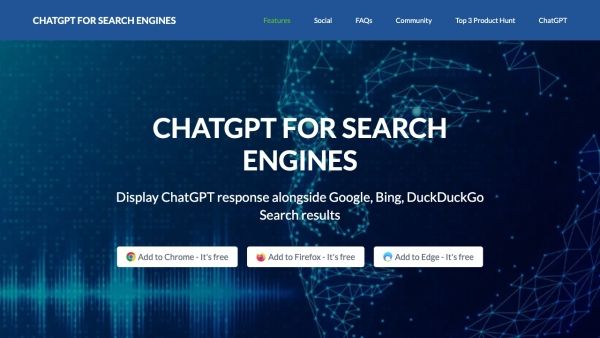 CHATGPT FOR SEARCH ENGINES
Features Social FAQs Community Top 3 Product Hunt ChatGPT
CHATGPT FOR SEARCH
ENGINES
Display ChatGPT response alongside Google, Bing, DuckDuckGo
Search results
Add to Chrome - It's free Add to Firefox - It's free Add to Edge - It's free